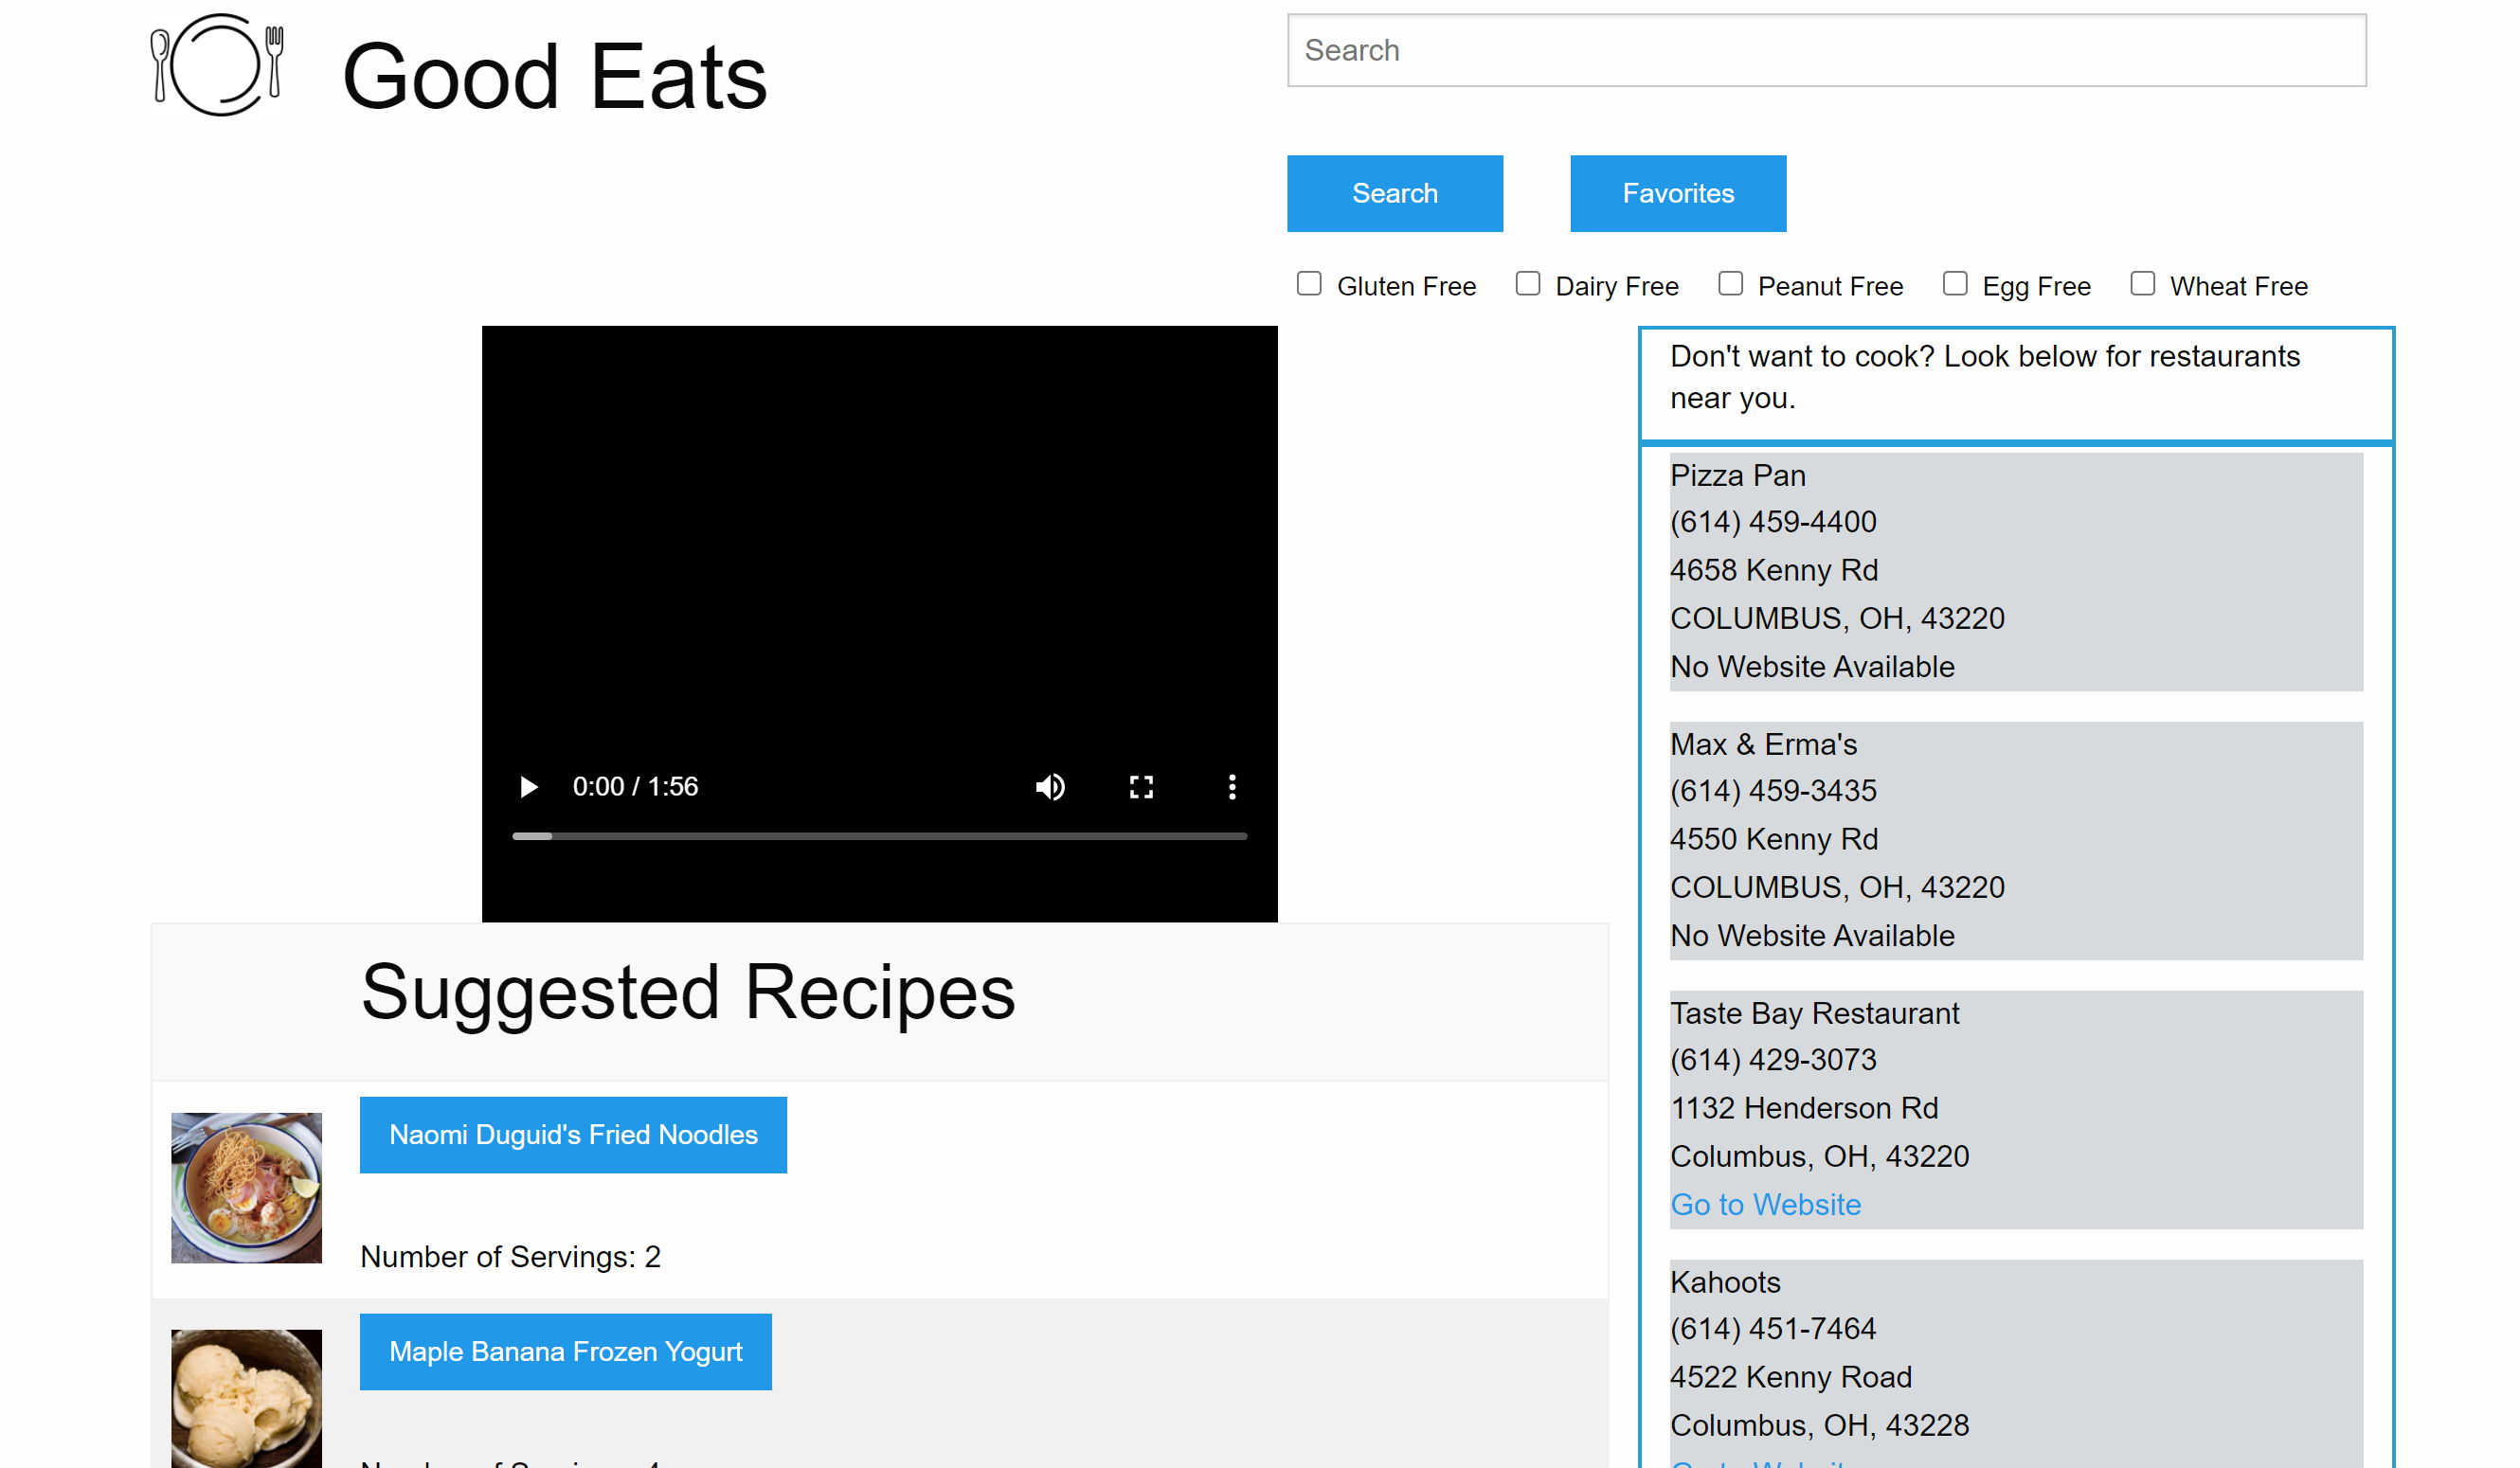 Good Eats
Search
Search
Favorites
Gluten Free
Dairy Free
Peanut Free
Egg Free
Wheat Free
0:00 / 1:56
Suggested Recipes
Naomi Duguid's Fried Noodles
Number of Servings: 2
Maple Banana Frozen Yogurt
Don't want to cook? Look below for restaurants
near you.
Pizza Pan
(614) 459-4400
4658 Kenny Rd
COLUMBUS, OH, 43220
No Website Available
Max & Erma's
(614) 459-3435
4550 Kenny Rd
COLUMBUS, OH, 43220
No Website Available
Taste Bay Restaurant
(614) 429-3073
1132 Henderson Rd
Columbus, OH, 43220
Go to Website
Kahoots
(614) 451-7464
4522 Kenny Road
Columbus, OH, 43228